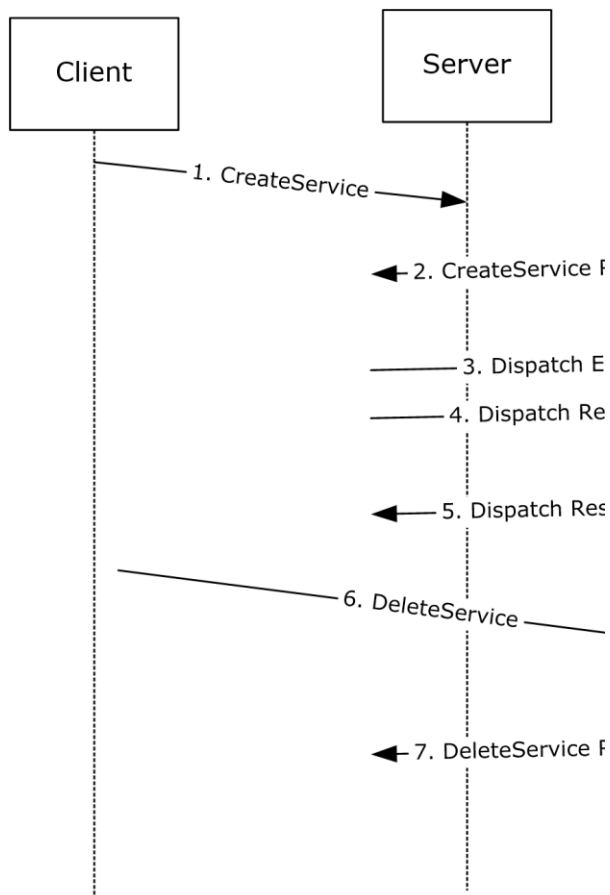 Client
Server
1. CreateService
2. CreateService
3. Dispatch
4. Dispatch
5. Dispatch
6. DeleteService
7. DeleteService